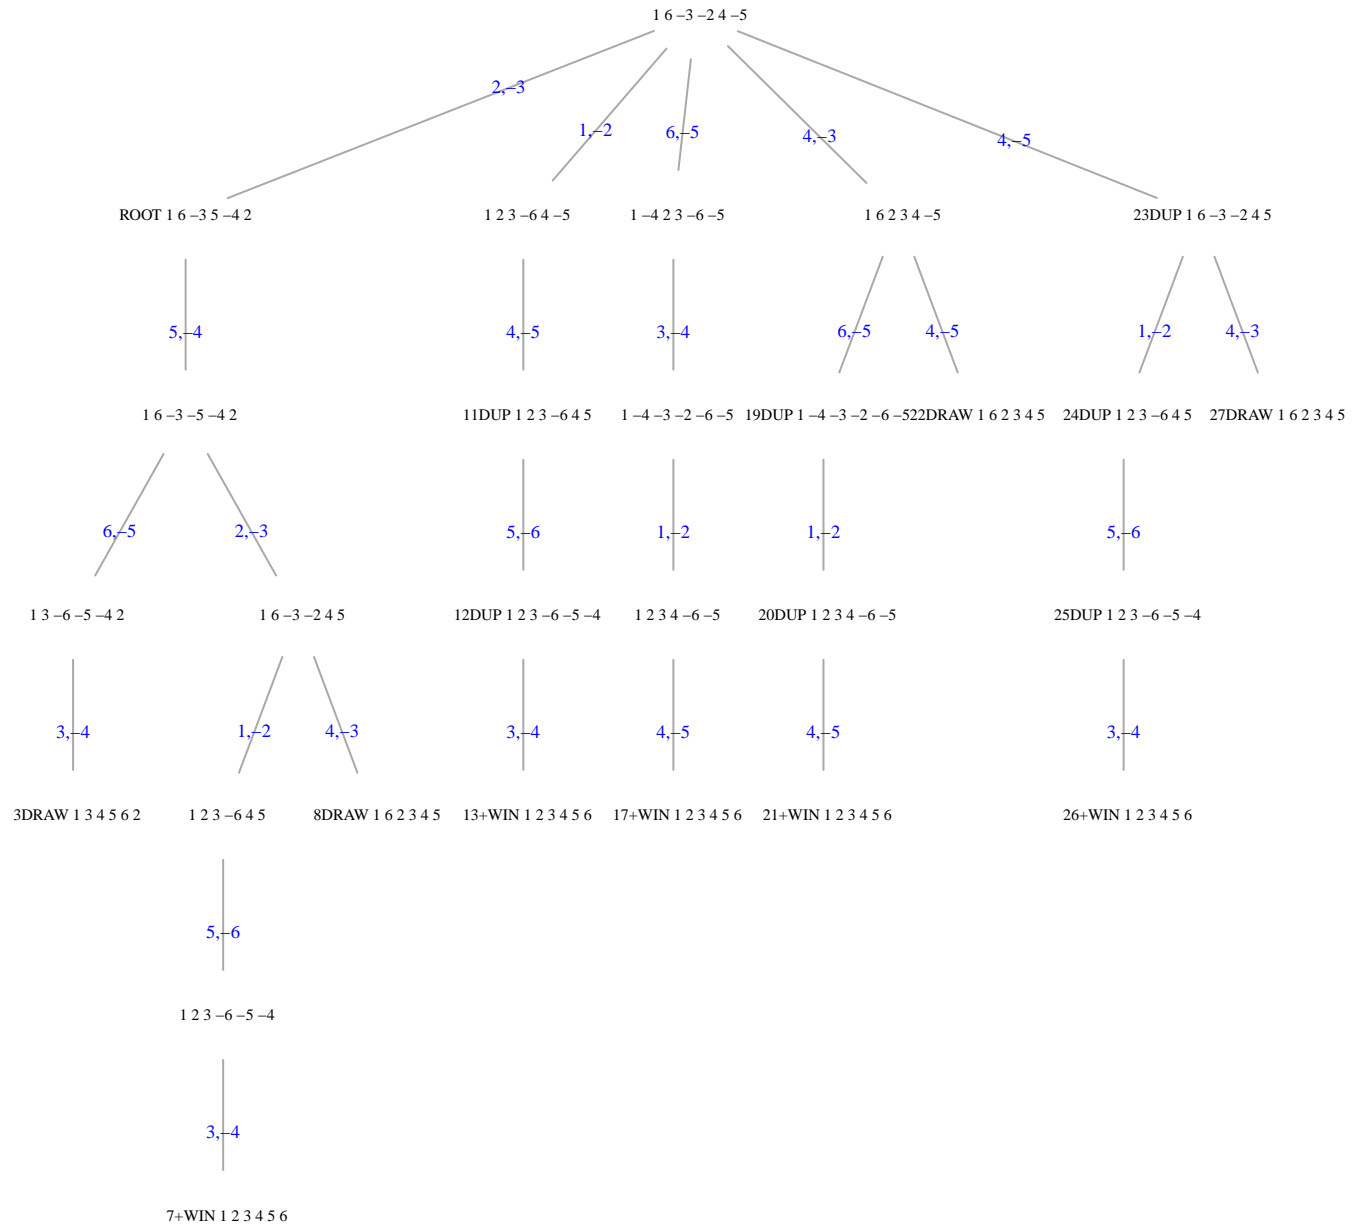 1 6 –3 –2 4 –5
2,–3
1,–2
6,–5
4,–3
4,–5
ROOT 1 6 –3 5 –4 2
1 2 3 –6 4 –5
1 –4 2 3 –6 –5
1 6 2 3 4 –5
23DUP 1 6 –3 –2 4 5
5,–4
4,–5
3,–4
6,–5
4,–5
1,–2
4,–3
1 6 –3 –5 –4 2
11DUP 1 2 3 –6 4 5
1 –4 –3 –2 –6 –5
19DUP 1 –4 –3 –2 –6 –5
22DRAW 1 6 2 3 4 5
24DUP 1 2 3 –6 4 5
27DRAW 1 6 2 3 4 5
6,–5
2,–3
5,–6
1,–2
1,–2
5,–6
1 3 –6 –5 –4 2
1 6 –3 –2 4 5
12DUP 1 2 3 –6 –5 –4
1 2 3 4 –6 –5
20DUP 1 2 3 4 –6 –5
25DUP 1 2 3 –6 –5 –4
3,–4
1,–2
4,–3
3,–4
4,–5
4,–5
3,–4
3DRAW 1 3 4 5 6 2
1 2 3 –6 4 5
8DRAW 1 6 2 3 4 5
13+WIN 1 2 3 4 5 6
17+WIN 1 2 3 4 5 6
21+WIN 1 2 3 4 5 6
26+WIN 1 2 3 4 5 6
5,–6
1 2 3 –6 –5 –4
3,–4
7+WIN 1 2 3 4 5 6